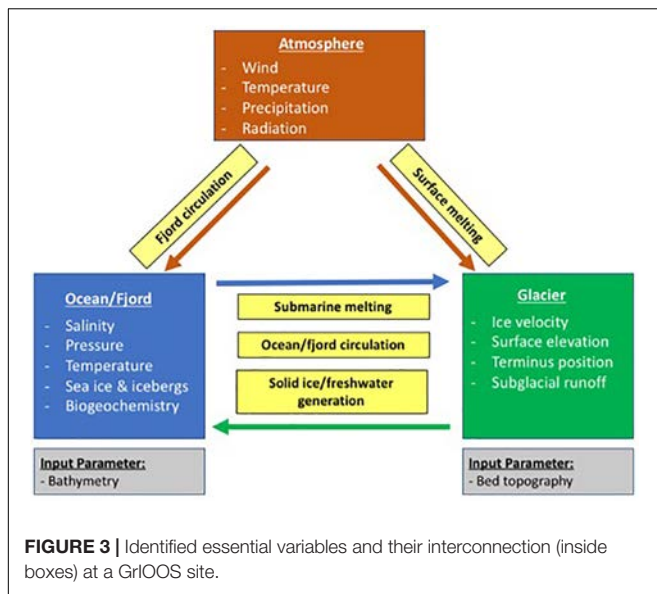 Atmosphere
- Wind
- Temperature
- Precipitation
- Radiation
Fjord circulation
Surface melting
Ocean/Fjord
- Salinity
- Pressure
- Temperature
- Sea ice & icebergs
- Biogeochemistry
Submarine melting
Ocean/fjord circulation
Solid ice/freshwater
generation
Glacier
- Ice velocity
- Surface elevation
- Terminus position
- Subglacial runoff
Input Parameter:
- Bathymetry
Input Parameter:
- Bed topography
FIGURE 3 | Identified essential variables and their interconnection (inside
boxes) at a GrIOOS site.